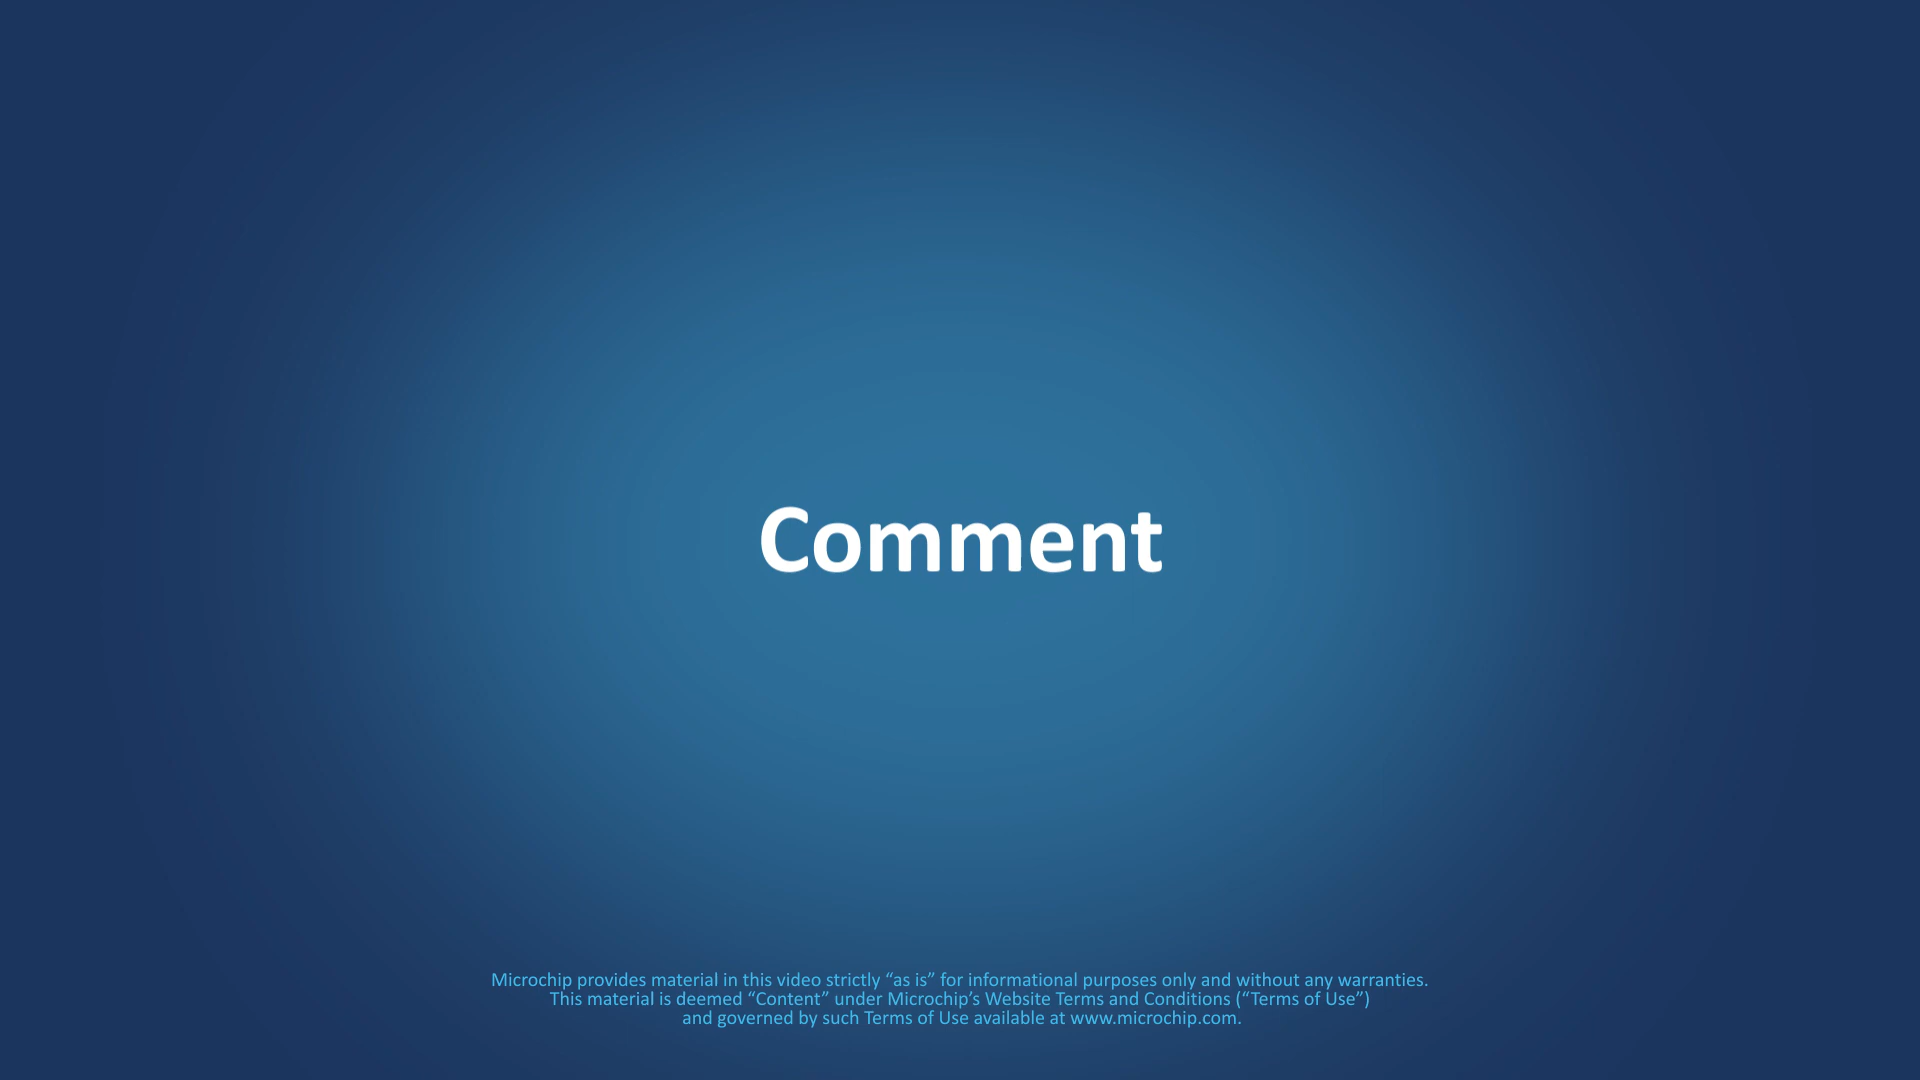 Comment
Microchip provides material in this video strictly “as is” for informational purposes only and without any warranties.
This material is deemed “Content” under Microchip’s Website Terms and Conditions (“Terms of Use”)
and governed by such Terms of Use available at www.microchip.com.